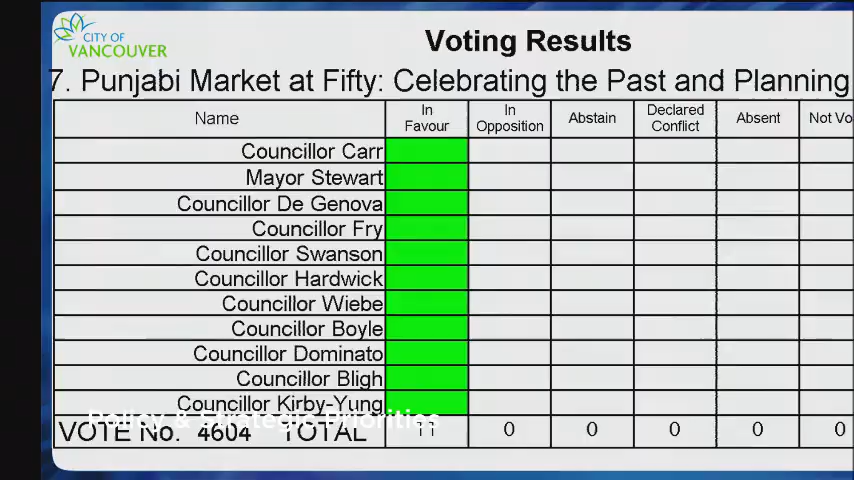 CITY OF
VANCOUVER
Voting Results
7. Punjabi Market at Fifty: Celebrating the Past and Planning
Name In Favour In Opposition Abstain Declared Conflict Absent Not Vo
Councillor Carr
Mayor Stewart
Councillor De Genova
Councillor Fry
Councillor Swanson
Councillor Hardwick
Councillor Wiebe
Councillor Boyle
Councillor Dominato
Councillor Bligh
Councillor Kirby-Yung
Policy & Strategic Priorities
VOTE No. 4604 TOTAL 11 0 0 0 0 0